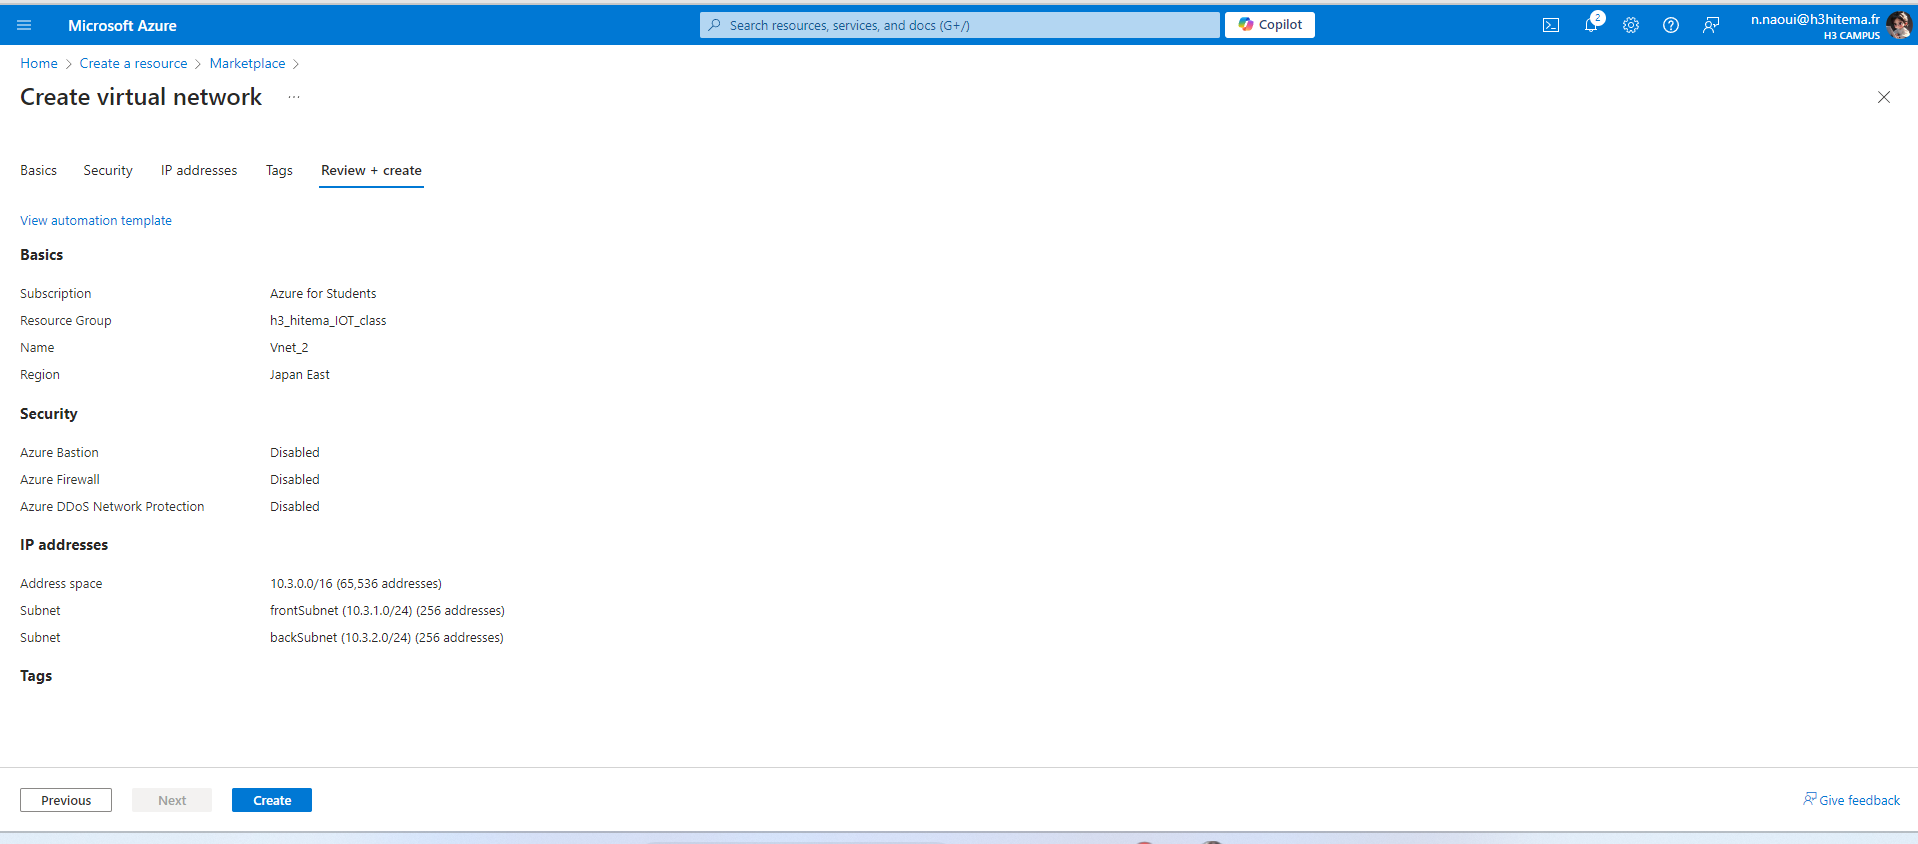 Microsoft Azure
Search resources, services, and docs (G+/)
Copilot
2
n.naoui@h3hitema.fr
H3 CAMPUS
Home > Create a resource > Marketplace >
Create virtual network ...
Basics Security IP addresses Tags Review + create
View automation template
Basics
Subscription Azure for Students
Resource Group h3_hitema_IOT_class
Name Vnet_2
Region Japan East
Security
Azure Bastion Disabled
Azure Firewall Disabled
Azure DDoS Network Protection Disabled
IP addresses
Address space 10.3.0.0/16 (65,536 addresses)
Subnet frontSubnet (10.3.1.0/24) (256 addresses)
Subnet backSubnet (10.3.2.0/24) (256 addresses)
Tags
Previous Next Create
Give feedback